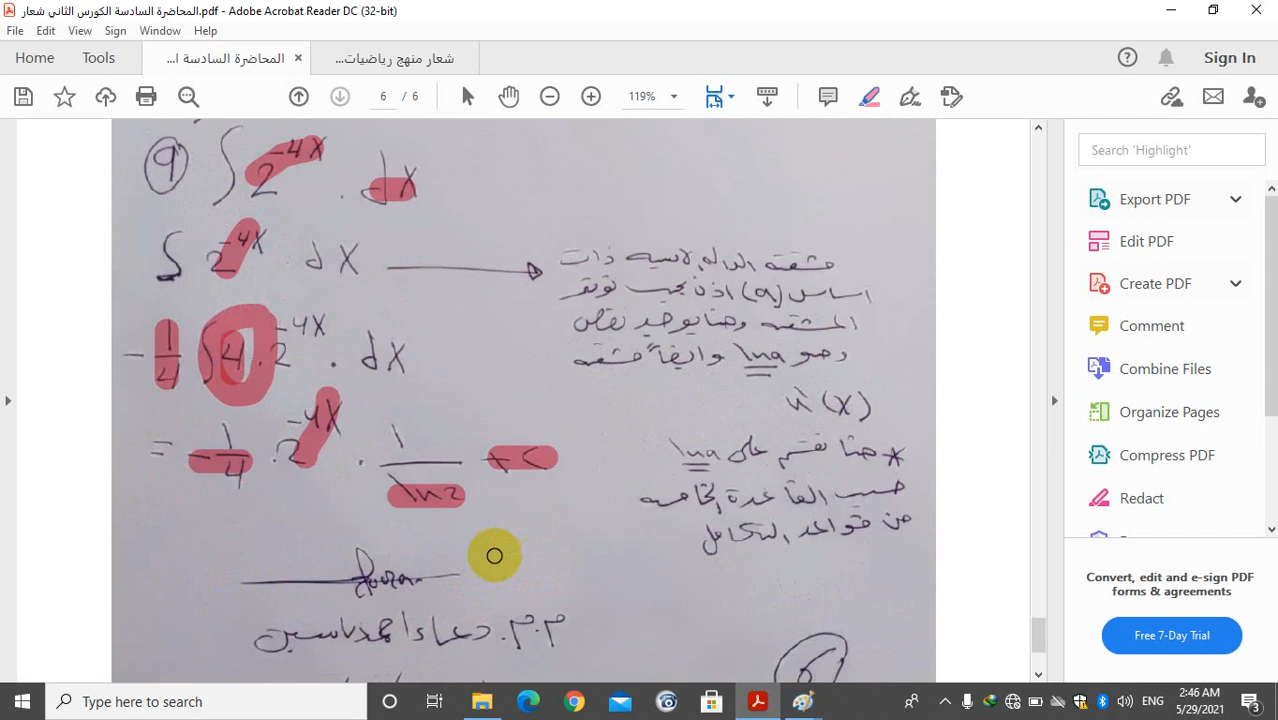 المحاضرة السادسة الكورس الثاني شعار.pdf - Adobe Acrobat Reader DC (32-bit)
File Edit View Sign Window Help
Home Tools المحاضرة السادسة ا... × شعار منهج رياضيات... Sign In
6 / 6 119%
Search 'Highlight'
Export PDF
Edit PDF
Create PDF
Comment
Combine Files
Organize Pages
Compress PDF
Redact
Convert, edit and e-sign PDF
forms & agreements
Free 7-Day Trial
9 ∫ 2^-4X . dX
∫ 2^-4X dX
مشتقة الدالة الاسية ذات
اساس (a) اذن يجب توفر
المشتقة وهنا يوجد نقص
وهو lna وايضاً مشتقة
u'(X)
- 1/4 ∫ 4 . 2^-4X . dX
= - 1/4 . 2^-4X . 1/ln2 + C
* هنا نقسم على lna
حسب القاعدة الخامسة
من قواعد التكامل
م.م. دعاء احمد ياسين
6
Type here to search
ENG
2:46 AM
5/29/2021
3